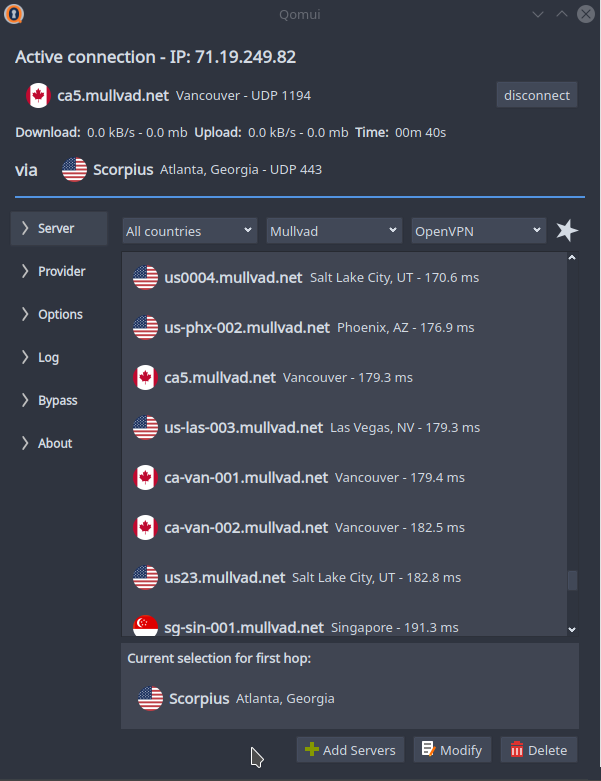 Qomui
Active connection - IP: 71.19.249.82
ca5.mullvad.net Vancouver - UDP 1194
disconnect
Download: 0.0 kB/s - 0.0 mb Upload: 0.0 kB/s - 0.0 mb Time: 00m 40s
via Scorpius Atlanta, Georgia - UDP 443
Server
Provider
Options
Log
Bypass
About
All countries
Mullvad
OpenVPN
us0004.mullvad.net Salt Lake City, UT - 170.6 ms
us-phx-002.mullvad.net Phoenix, AZ - 176.9 ms
ca5.mullvad.net Vancouver - 179.3 ms
us-las-003.mullvad.net Las Vegas, NV - 179.3 ms
ca-van-001.mullvad.net Vancouver - 179.4 ms
ca-van-002.mullvad.net Vancouver - 182.5 ms
us23.mullvad.net Salt Lake City, UT - 182.8 ms
sg-sin-001.mullvad.net Singapore - 191.3 ms
Current selection for first hop:
Scorpius Atlanta, Georgia
Add Servers
Modify
Delete